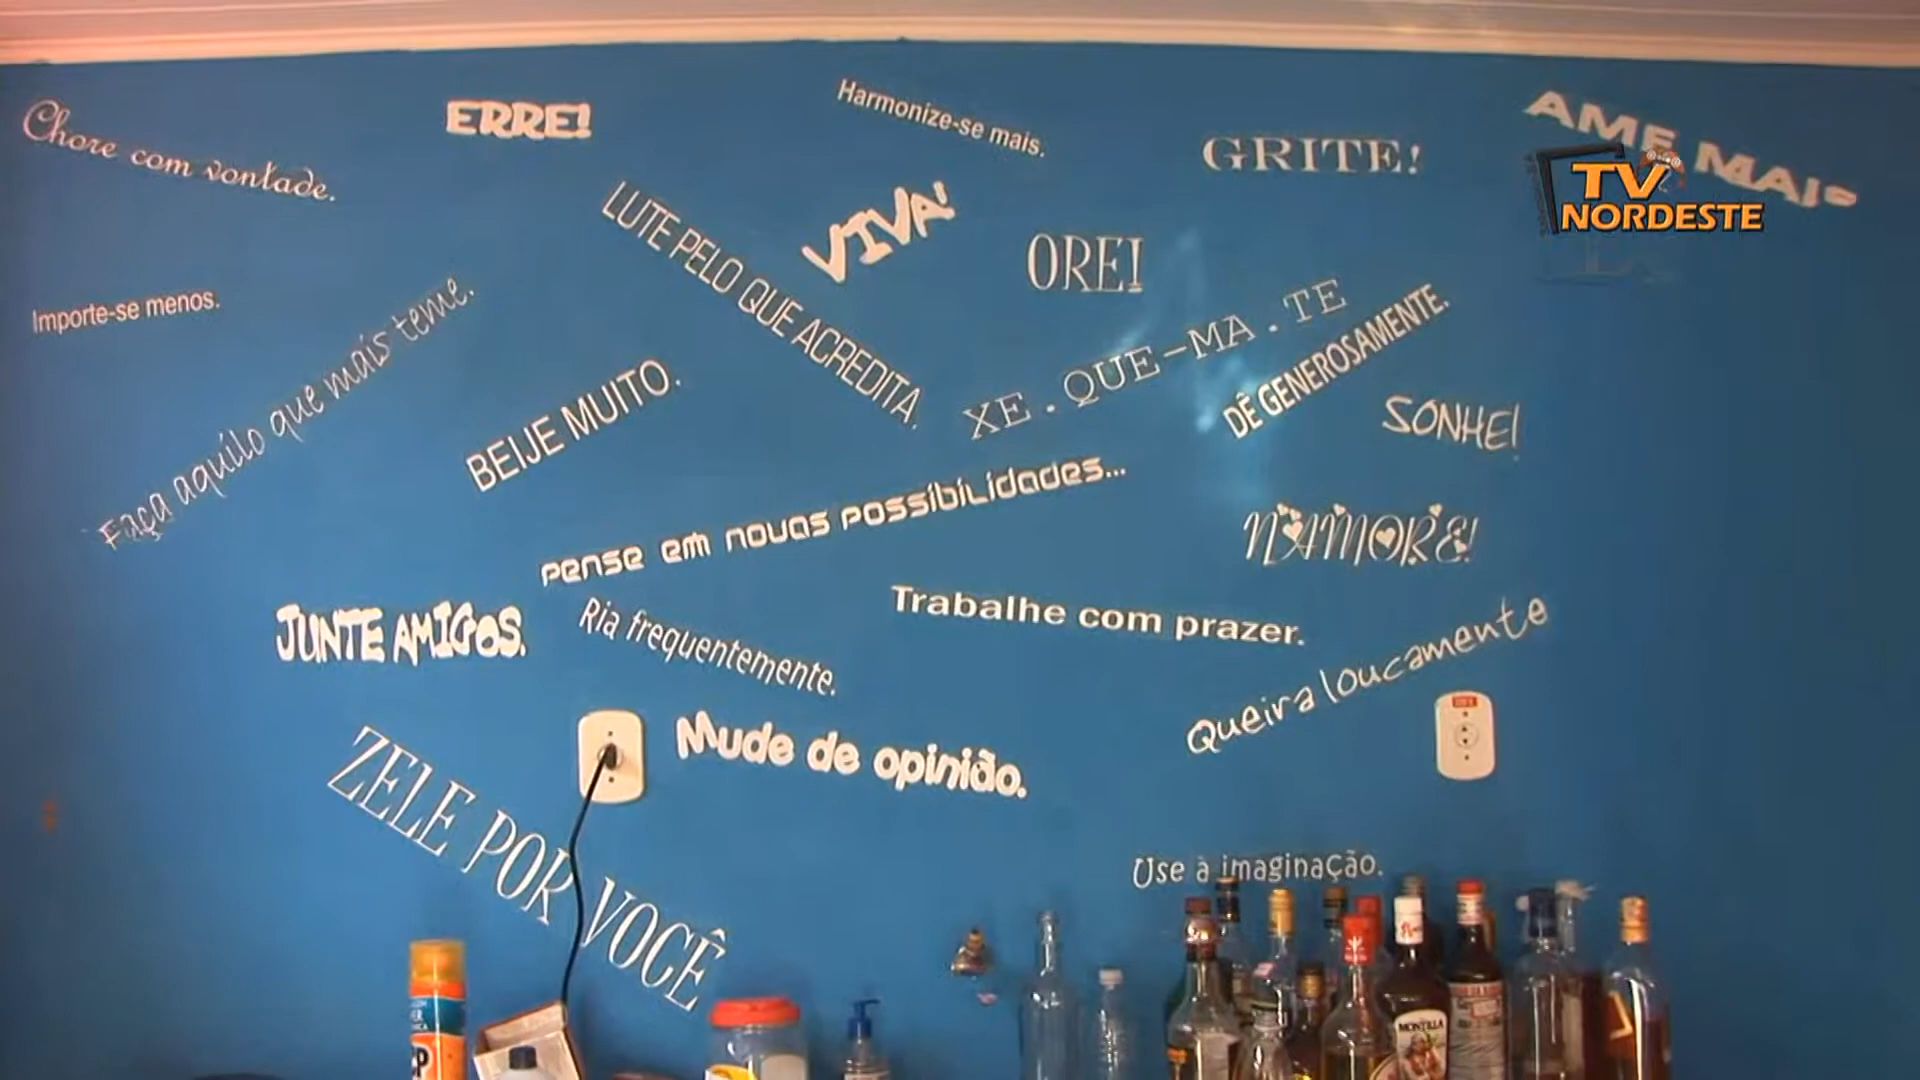 Chore com vontade.
ERRE!
Harmonize-se mais.
GRITE!
AME MAIS
TV
NORDESTE
LUTE PELO QUE ACREDITA.
VIVA!
ORE!
Importe-se menos.
Faça aquilo que mais teme.
BEIJE MUITO.
XE.QUE-MA.TE
DÊ GENEROSAMENTE.
SONHE!
Pense em novas possibilidades...
NAMORE!
JUNTE AMIGOS.
Ria frequentemente.
Trabalhe com prazer.
Queira loucamente
Mude de opinião.
ZELE POR VOCÊ
Use a imaginação.
MONTILLA